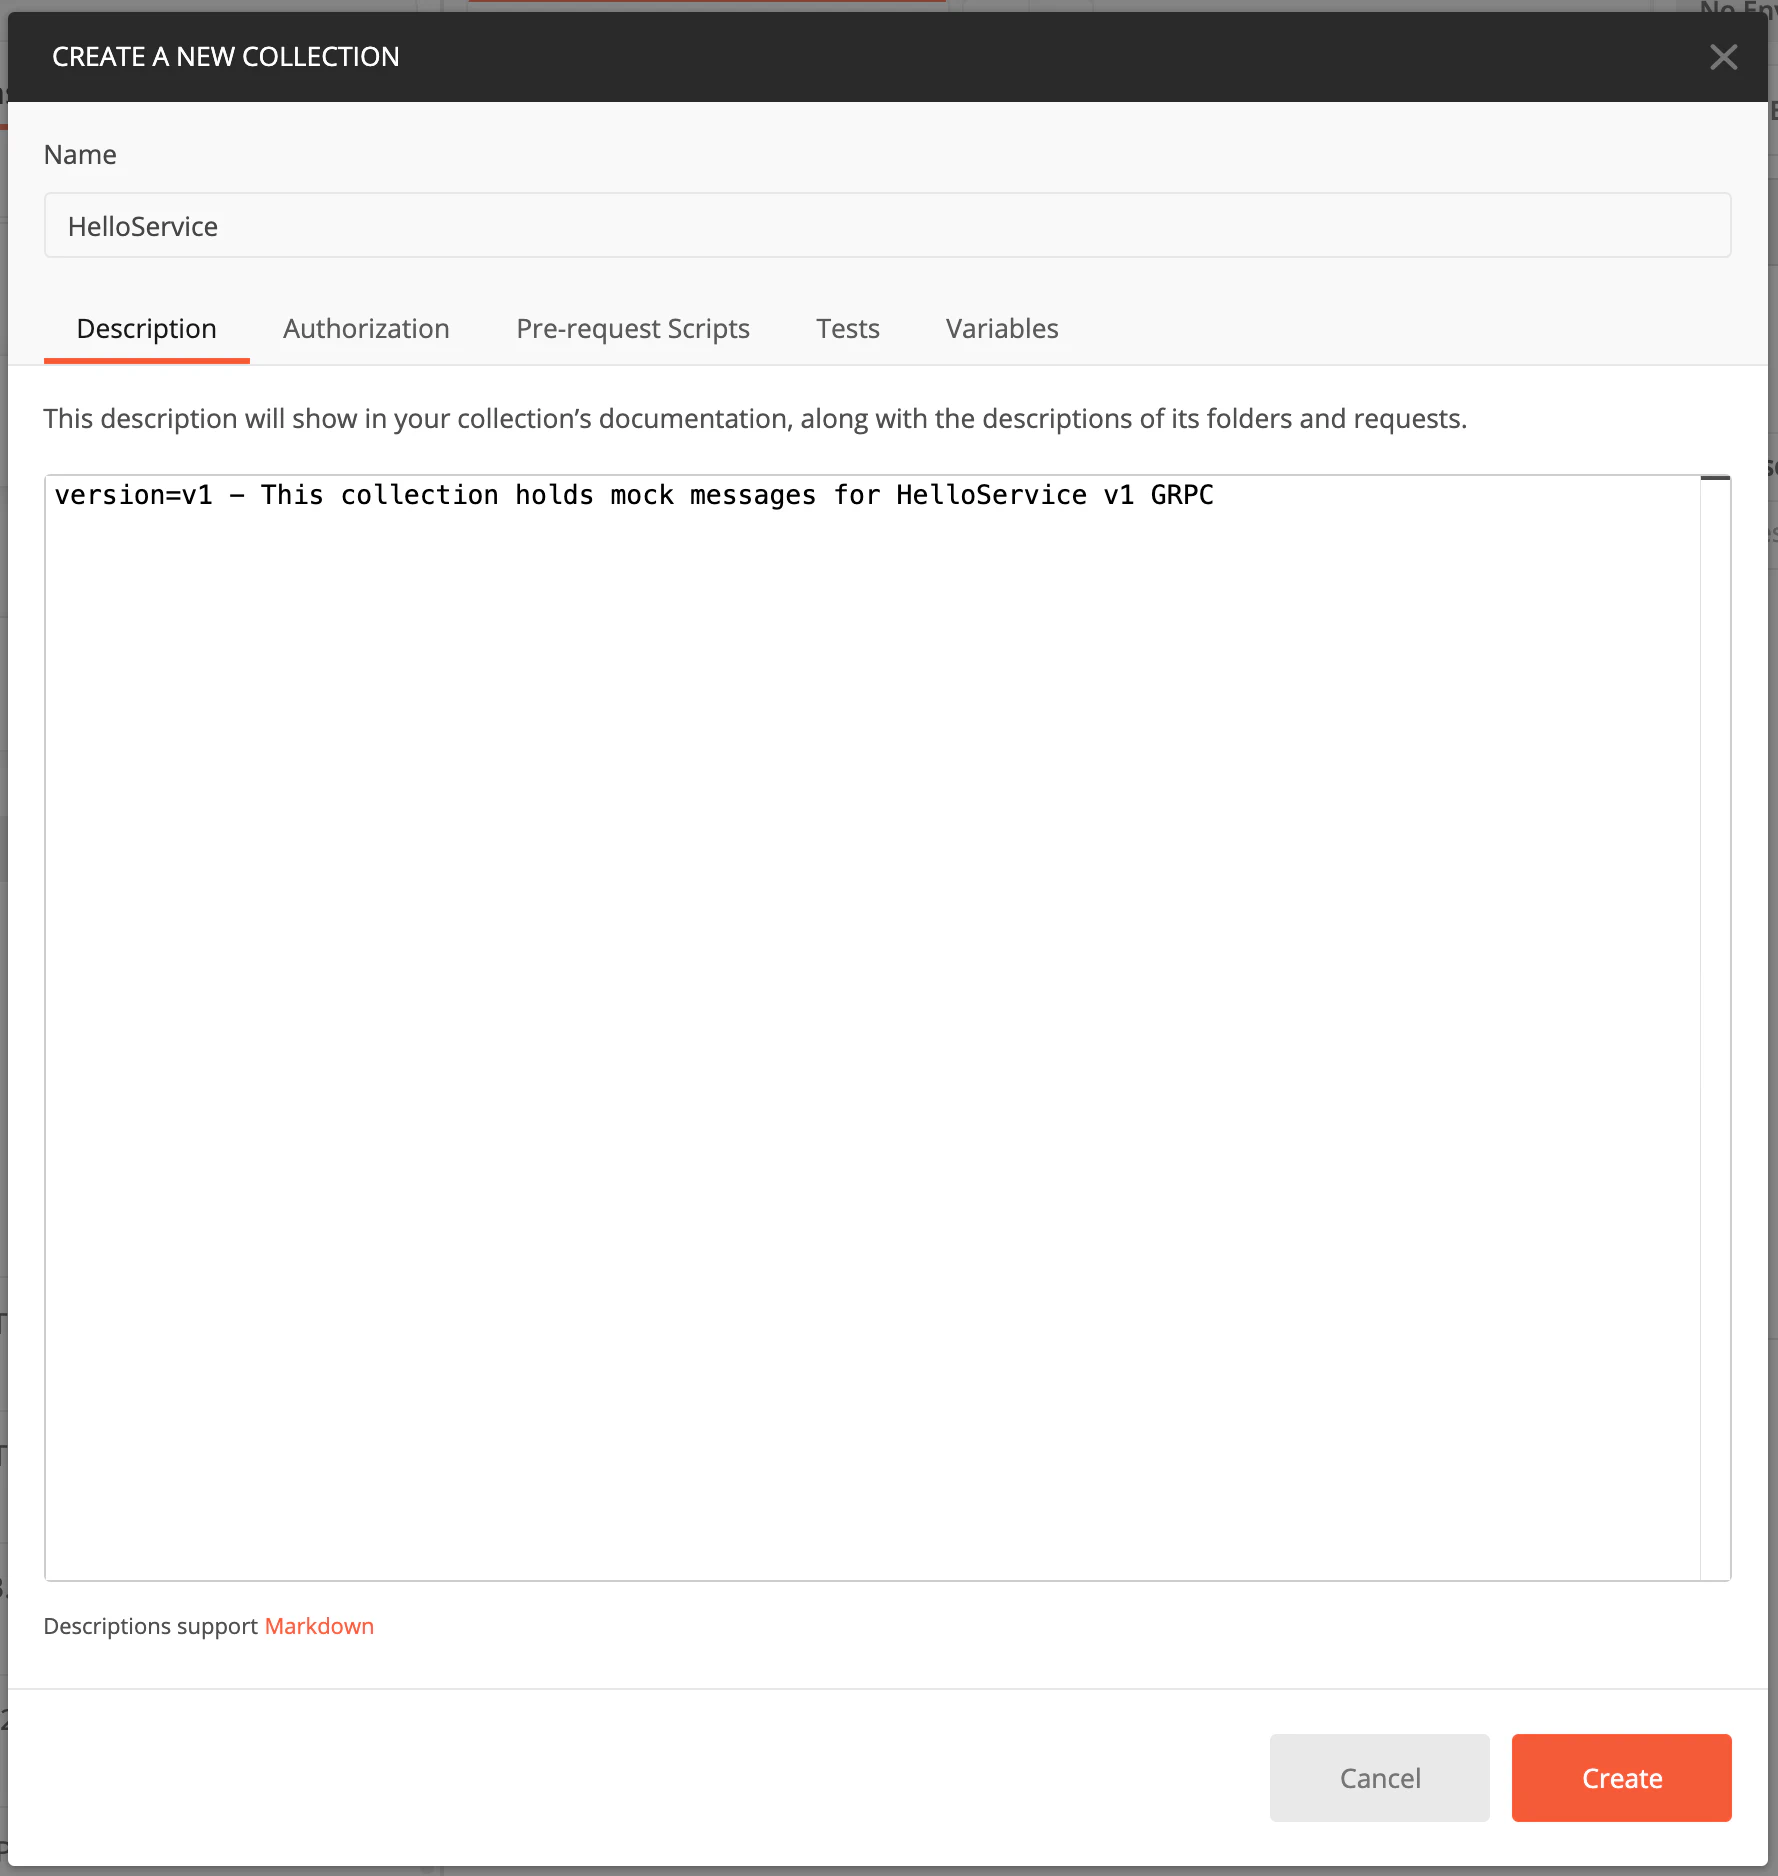 CREATE A NEW COLLECTION
Name
HelloService
Description Authorization Pre-request Scripts Tests Variables
This description will show in your collection’s documentation, along with the descriptions of its folders and requests.
version=v1 – This collection holds mock messages for HelloService v1 GRPC
Descriptions support Markdown
Cancel Create